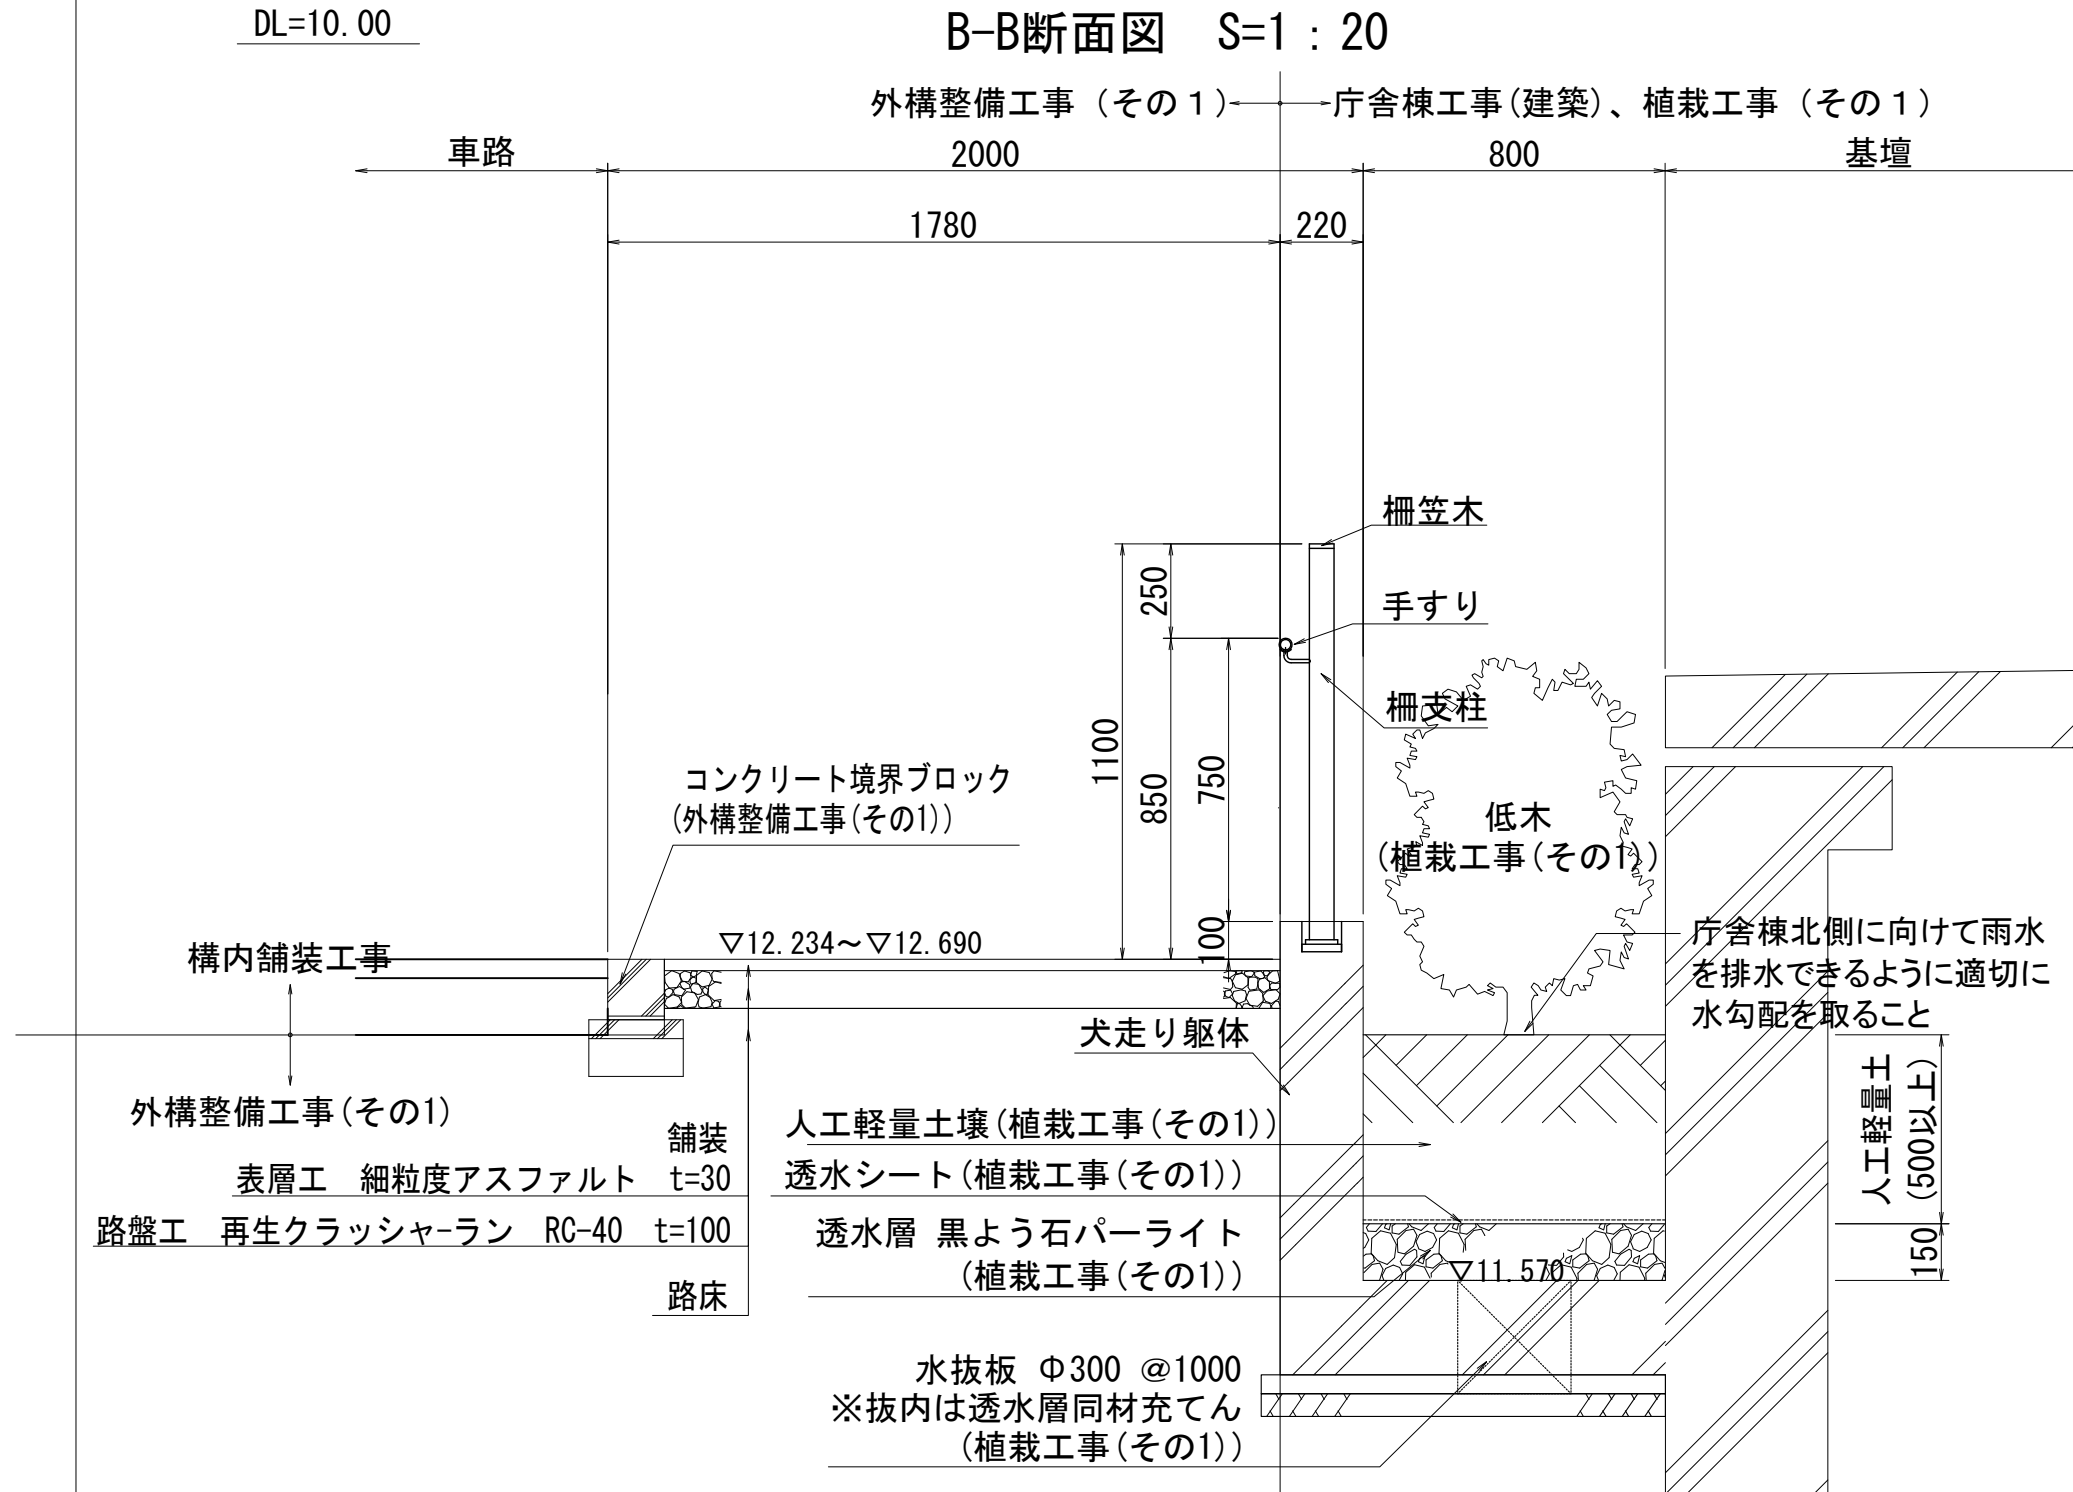 DL=10.00
B-B断面図　S=1：20
外構整備工事（その１）
庁舎棟工事(建築)、植栽工事（その１）
車路
2000
800
基壇
1780
220
柵笠木
250
手すり
柵支柱
1100
850
750
100
コンクリート境界ブロック
(外構整備工事(その1))
低木
(植栽工事(その1))
構内舗装工事
▽12.234～▽12.690
庁舎棟北側に向けて雨水
を排水できるように適切に
水勾配を取ること
犬走り躯体
外構整備工事(その1)
人工軽量土
(500以上)
150
舗装
表層工　細粒度アスファルト　t=30
路盤工　再生クラッシャ-ラン　RC-40　t=100
路床
人工軽量土壌(植栽工事(その1))
透水シート(植栽工事(その1))
透水層 黒よう石パーライト
(植栽工事(その1))
▽11.570
水抜板 Φ300 @1000
※抜内は透水層同材充てん
(植栽工事(その1))